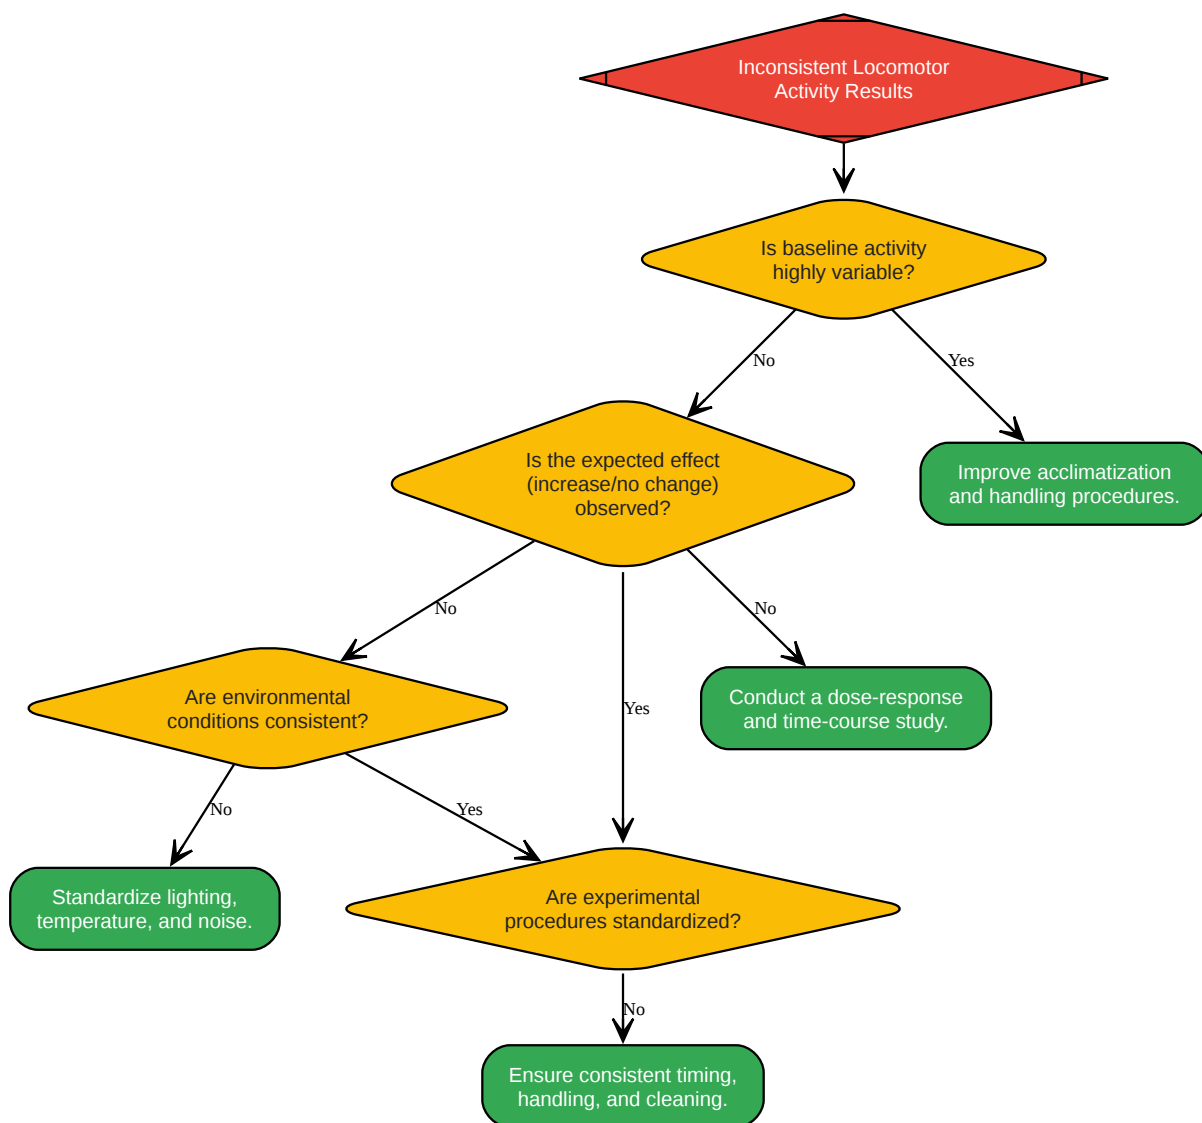 Inconsistent Locomotor
Activity Results
Is baseline activity
highly variable?
No
Yes
Is the expected effect
(increase/no change)
observed?
Improve acclimatization
and handling procedures.
No
No
Yes
Are environmental
conditions consistent?
Conduct a dose-response
and time-course study.
No
Yes
Standardize lighting,
temperature, and noise.
Are experimental
procedures standardized?
No
Ensure consistent timing,
handling, and cleaning.